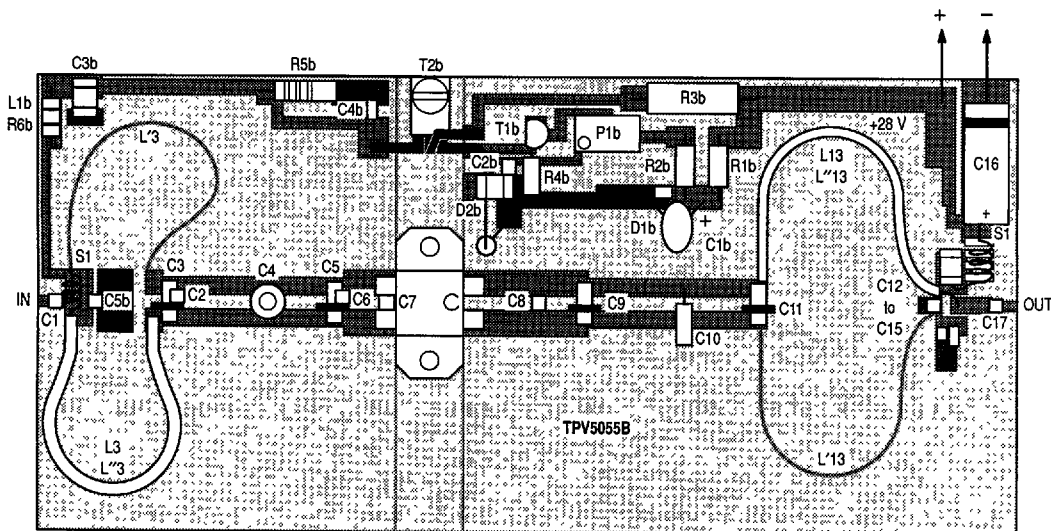 + −
C3b
R5b
T2b
L1b
R6b
C4b
R3b
T1b
P1b
+28 V
L'3
C2b
R4b
R2b
R1b
L13
L"13
C16
+
D2b
D1b
+
C1b
S1
S1
C3
C4
C5
IN
C1
C5b
C2
C6
C7
C
C8
C9
C10
C11
C12
to
C15
C17
OUT
L3
L"3
TPV5055B
L'13